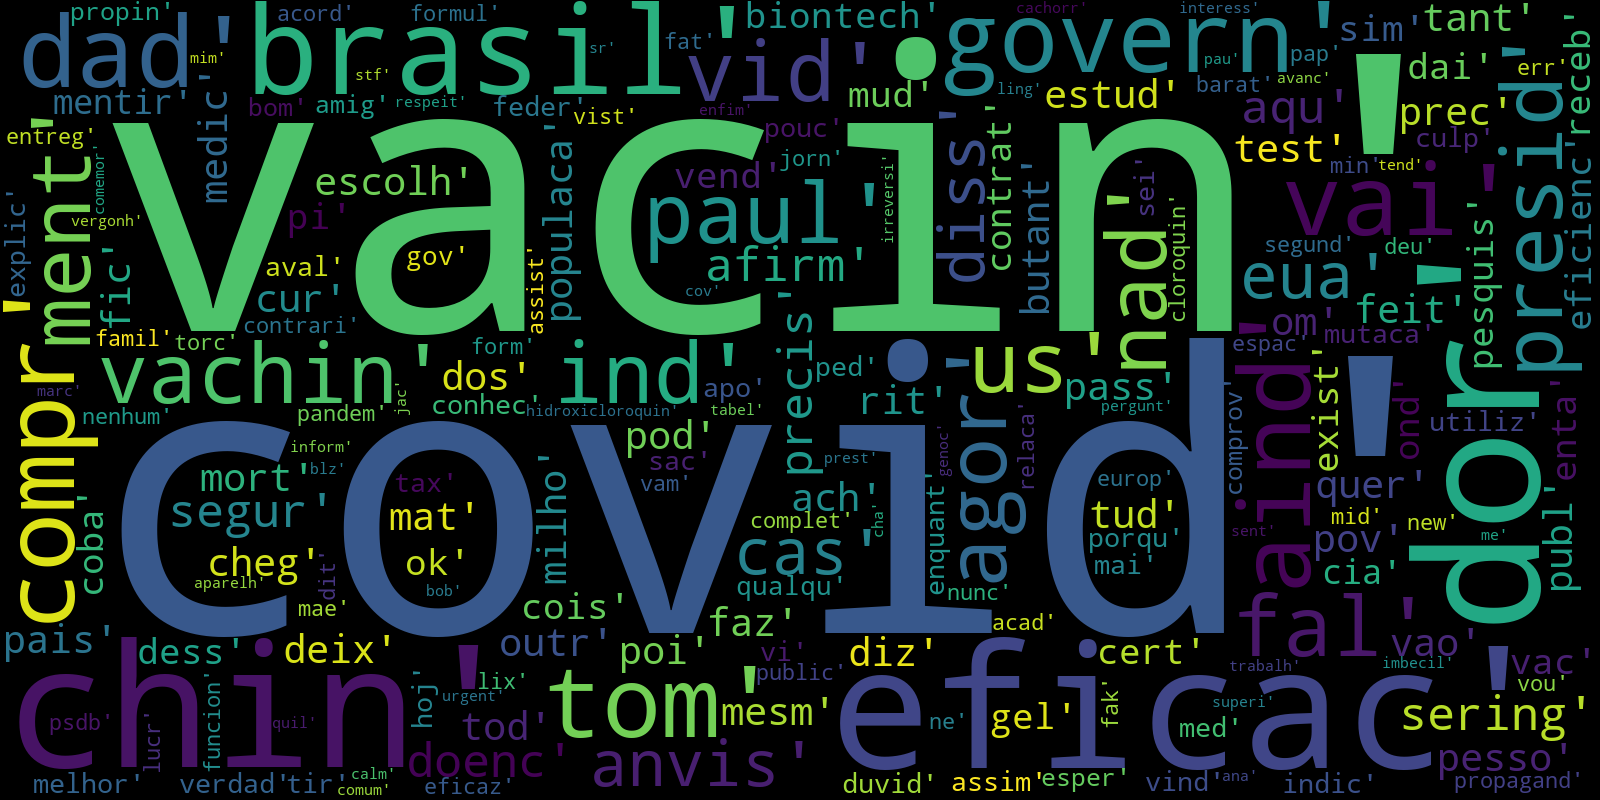 propin' acord' formul' biontech' cachorr' interess' tant'
dad' brasil' vid' govern' sim' dai' err' receb'
mim' stf' sr' fat' pau' pap'
mentir' bom' amig' respeit' feder' vist' enfim' mud' ling' estud' barat' avanc' aqu' prec'
entreg' medic' populaca' pouc' jorn' diss' contrat' test' culp' presid'
vacin'
comemor' escolh' vend' sei' min' tend' eficienc'
ment' vergonh' pi' paul' irreversi' butant' nad' cloroquin' vai'
explic' fic' aval' gov' assist' afirm' segund' deu' pesquis'
cur' contrari' cov' eua' feit'
famil' torc' form' precis' om' mutaca'
compr' vachin' ind' us' espac'
marc' jac' dos' apo' ped' rit' pass' aind' exist' ond' dor'
nenhum' pandem' conhec' hidroxicloroquin' tabel' pergunt' utiliz' enta'
covid'
inform' pod' agor' relaca' comprov'
mort' blz' sac' prest' genoc' europ' quer'
coba' segur' tax' milho' vam' ach' enquant' tud' mid' new' publ'
mat' complet' cha' porqu' sent' pov' me'
cheg' ok' cas' mai' cia'
aparelh' dit' bob' qualqu' nunc'
mae' cois' faz' acad' fal' vao'
pais' dess' deix' outr' poi' vi' diz' cert' trabalh' imbecil' vac'
chin' hoj' urgent' lix' public' eficac' vou'
psdb' lucr' funcion' quil' tod' tom' mesm' ne' gel' fak' med' superi' sering'
doenc' anvis' pesso'
melhor' verdad' tir' calm' comum' eficaz' duvid' assim' esper' vind' ana' indic' propagand'